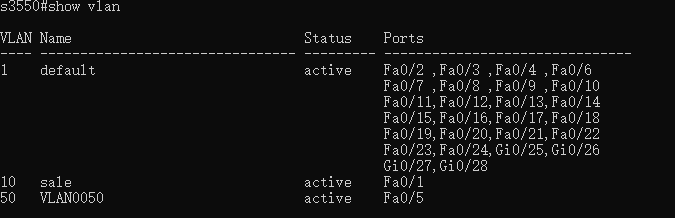 s3550#show vlan
VLAN Name                             Status    Ports
---- -------------------------------- --------- -------------------------------
1    default                          active    Fa0/2 ,Fa0/3 ,Fa0/4 ,Fa0/6
                                                Fa0/7 ,Fa0/8 ,Fa0/9 ,Fa0/10
                                                Fa0/11,Fa0/12,Fa0/13,Fa0/14
                                                Fa0/15,Fa0/16,Fa0/17,Fa0/18
                                                Fa0/19,Fa0/20,Fa0/21,Fa0/22
                                                Fa0/23,Fa0/24,Gi0/25,Gi0/26
                                                Gi0/27,Gi0/28
10   sale                             active    Fa0/1
50   VLAN0050                         active    Fa0/5